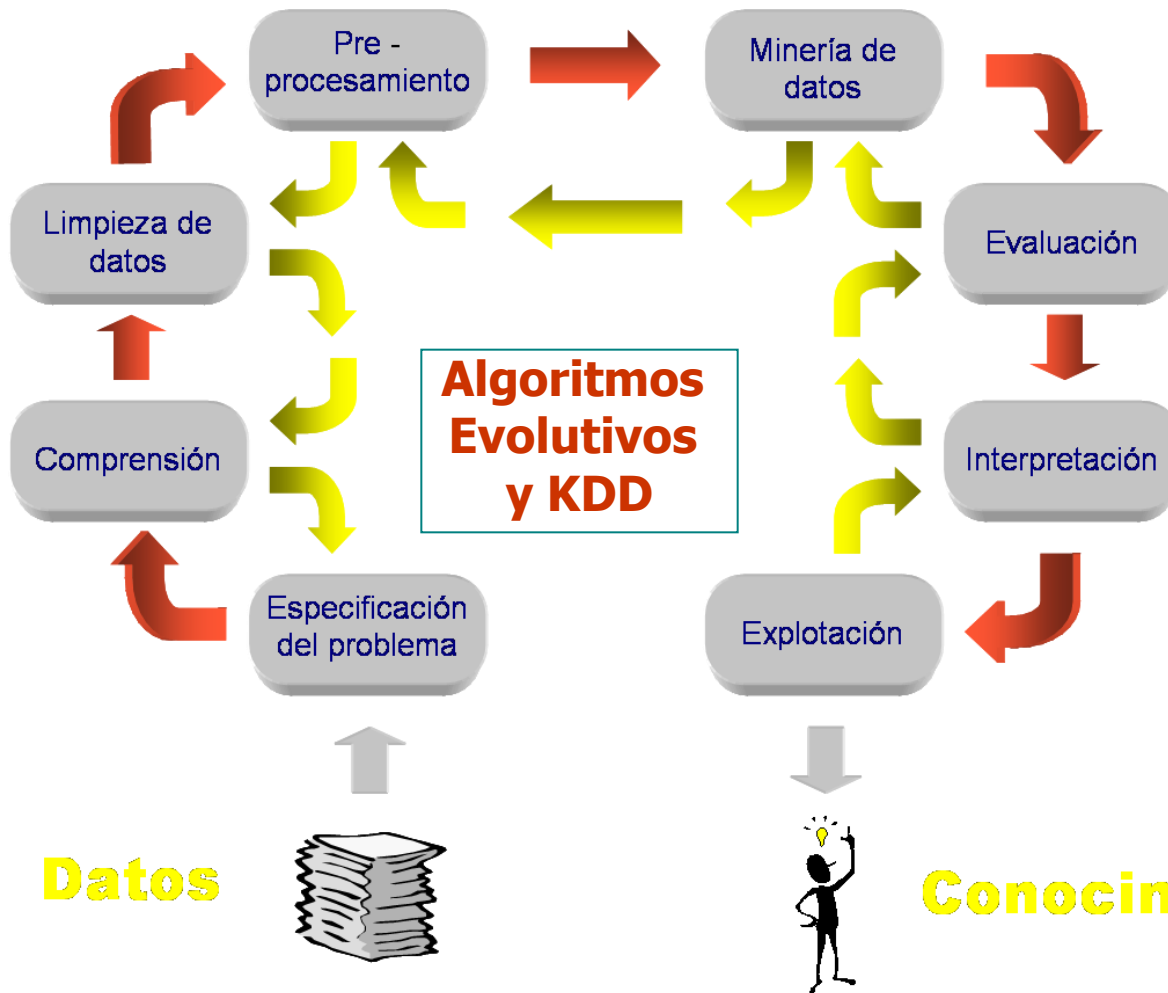 Pre -
procesamiento
Minería de
datos
Limpieza de
datos
Evaluación
Algoritmos
Evolutivos
y KDD
Comprensión
Interpretación
Especificación
del problema
Explotación
Datos
Conocin